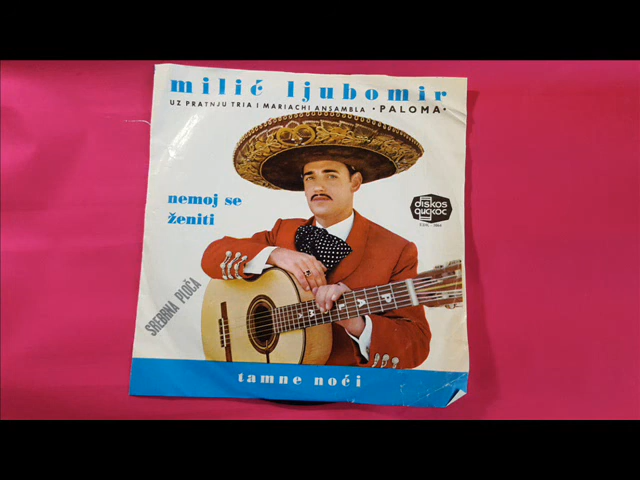 milić ljubomir
UZ PRATNJU TRIA I MARIACHI ANSAMBLA • PALOMA •
nemoj se
ženiti
diskos
дискос
SREBRNA PLOČA
tamne noći